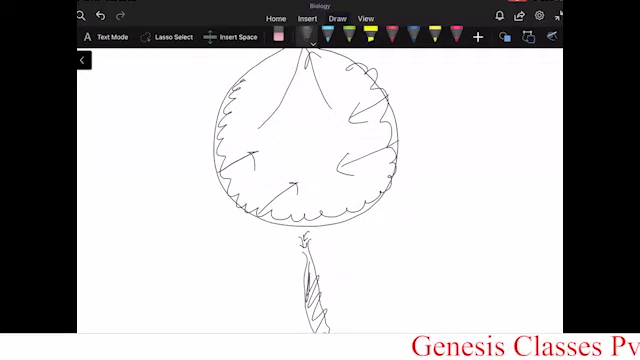 Biology
Home Insert Draw View
Text Mode Lasso Select Insert Space
Genesis Classes Pv